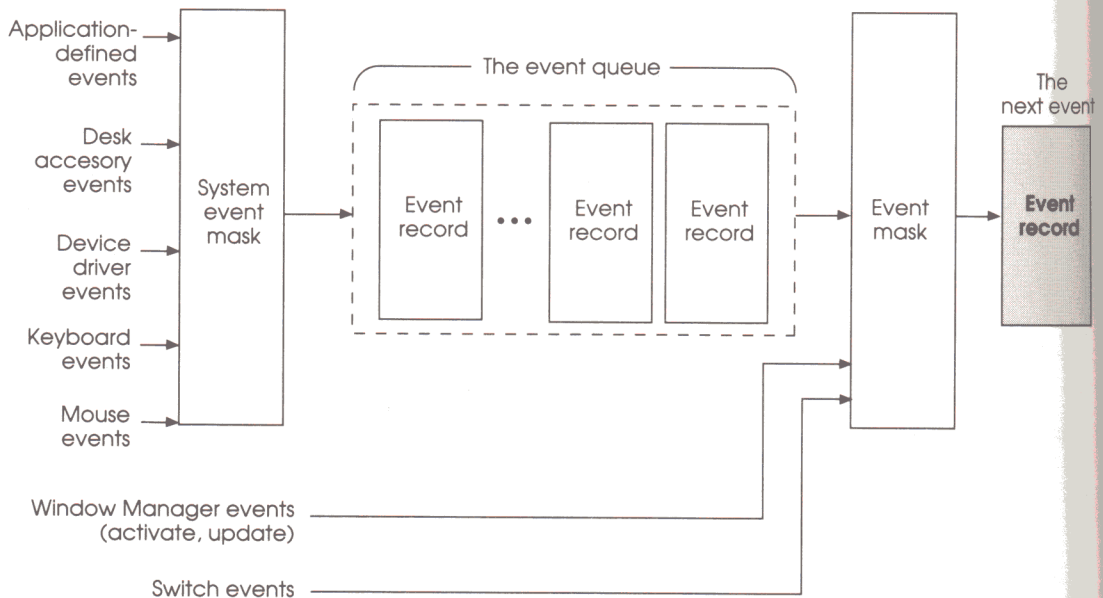 Application-
defined
events
Desk
accesory
events
Device
driver
events
Keyboard
events
Mouse
events
System
event
mask
The event queue
Event
record
•••
Event
record
Event
record
Event
mask
The
next event
Event
record
Window Manager events
(activate, update)
Switch events